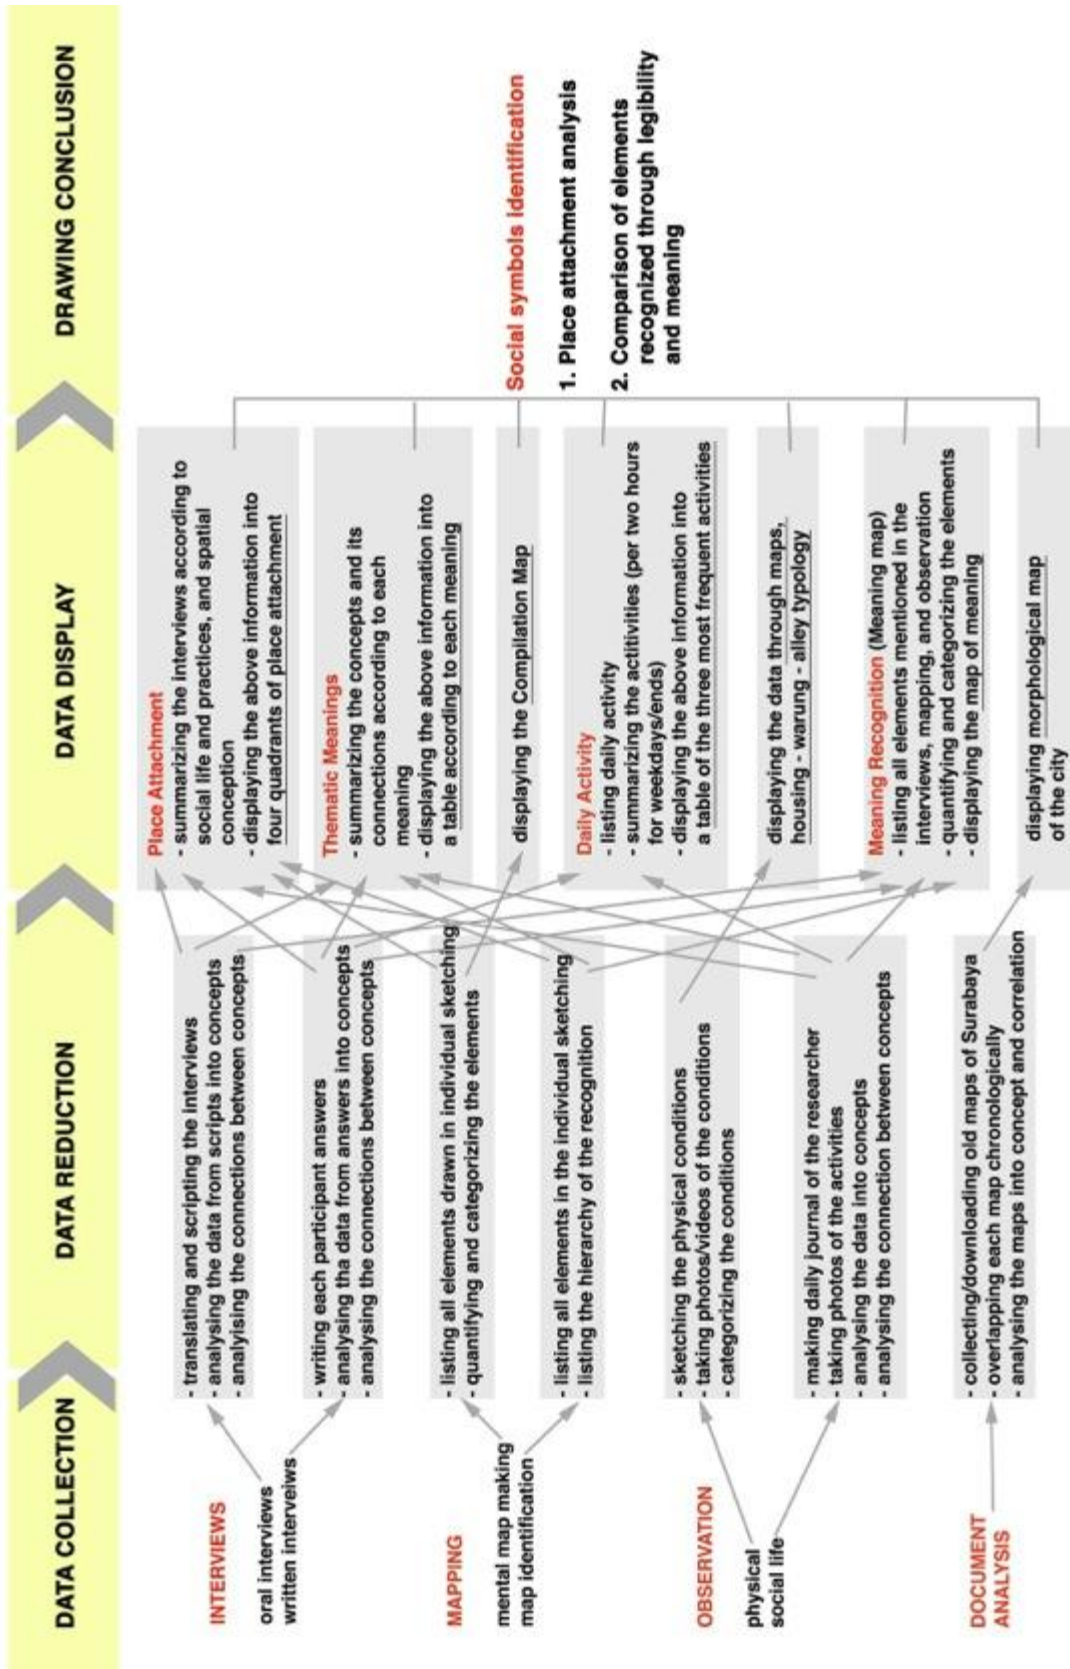 DATA COLLECTION
DATA REDUCTION
DATA DISPLAY
DRAWING CONCLUSION
INTERVIEWS
oral interviews
written interveiws
MAPPING
mental map making
map identification
OBSERVATION
physical
social life
DOCUMENT
ANALYSIS
- translating and scripting the interviews
- analysing the data from scripts into concepts
- analyising the connections between concepts
- writing each participant answers
- analysing tha data from answers into concepts
- analysing the connections between concepts
- listing all elements drawn in individual sketching
- quantifying and categorizing the elements
- listing all elements in the individual sketching
- listing the hierarchy of the recognition
- sketching the physical conditions
- taking photos/videos of the conditions
- categorizing the conditions
- making daily journal of the researcher
- taking photos of the activities
- analysing the data into concepts
- analysing the connection between concepts
- collecting/downloading old maps of Surabaya
- overlapping each map chronologically
- analysing the maps into concept and correlation
Place Attachment
- summarizing the interviews according to
social life and practices, and spatial
conception
- displaying the above information into
four quadrants of place attachment
Thematic Meanings
- summarizing the concepts and its
connections according to each
meaning
- displaying the above information into
a table according to each meaning
displaying the Compilation Map
Daily Activity
- listing daily activity
- summarizing the actitivities (per two hours
for weekdays/ends)
- displaying the above information into
a table of the three most frequent activities
displaying the data through maps,
housing - warung - alley typology
Meaning Recognition (Meaning map)
- listing all elements mentioned in the
interviews, mapping, and observation
- quantifying and categorizing the elements
- displaying the map of meaning
displaying morphological map
of the city
Social symbols identification
1. Place attachment analysis
2. Comparison of elements
recognized through legibility
and meaning